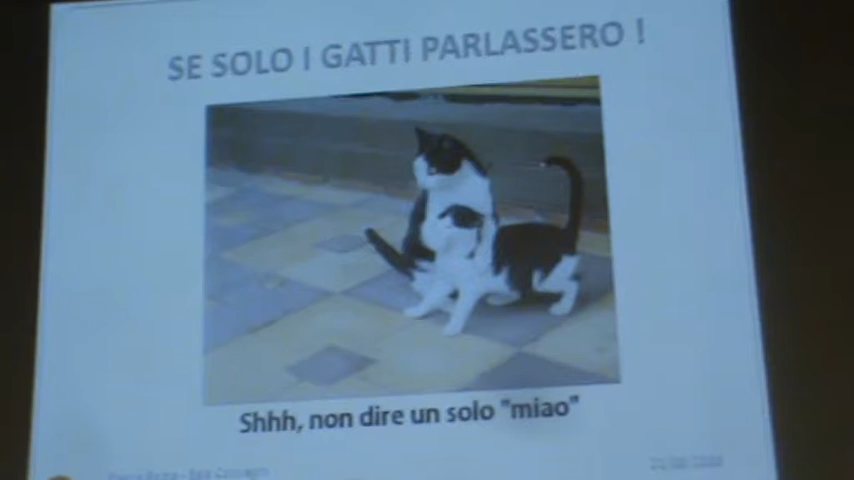 SE SOLO I GATTI PARLASSERO !
Shhh, non dire un solo "miao"